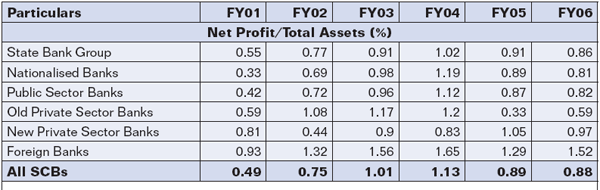 Particulars FY01 FY02 FY03 FY04 FY05 FY06
Net Profit/Total Assets (%)
State Bank Group 0.55 0.77 0.91 1.02 0.91 0.86
Nationalised Banks 0.33 0.69 0.98 1.19 0.89 0.81
Public Sector Banks 0.42 0.72 0.96 1.12 0.87 0.82
Old Private Sector Banks 0.59 1.08 1.17 1.2 0.33 0.59
New Private Sector Banks 0.81 0.44 0.9 0.83 1.05 0.97
Foreign Banks 0.93 1.32 1.56 1.65 1.29 1.52
All SCBs 0.49 0.75 1.01 1.13 0.89 0.88